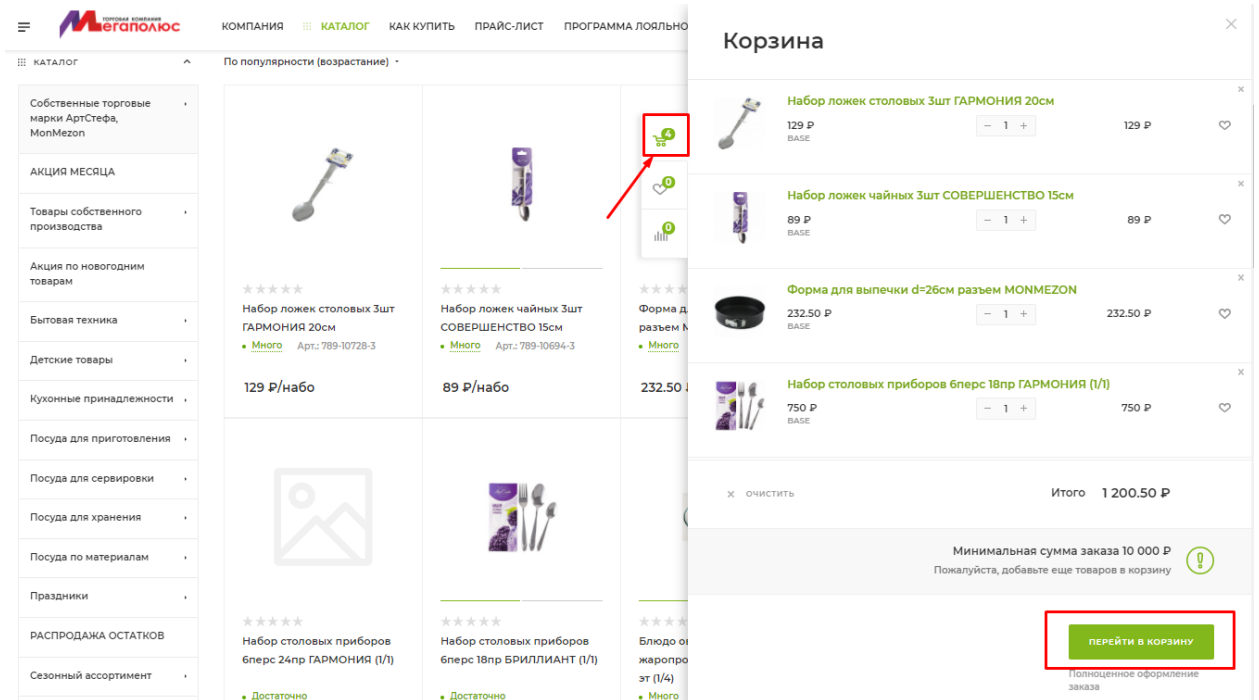 ТОРГОВАЯ КОМПАНИЯ
Мегаполюс
КОМПАНИЯ
КАТАЛОГ
КАК КУПИТЬ
ПРАЙС-ЛИСТ
ПРОГРАММА ЛОЯЛЬНО
КАТАЛОГ
По популярности (возрастание)
Собственные торговые
марки АртСтефа,
MonMezon
АКЦИЯ МЕСЯЦА
Товары собственного
производства
Акция по новогодним
товарам
Бытовая техника
Детские товары
Кухонные принадлежности
Посуда для приготовления
Посуда для сервировки
Посуда для хранения
Посуда по материалам
Праздники
РАСПРОДАЖА ОСТАТКОВ
Сезонный ассортимент
Набор ложек столовых 3шт
ГАРМОНИЯ 20см
Много Арт.: 789-10728-3
129 ₽/набо
Набор ложек чайных 3шт
СОВЕРШЕНСТВО 15см
Много Арт.: 789-10694-3
89 ₽/набо
Форма д
разъем М
Много
232.50
Набор столовых приборов
6перс 24пр ГАРМОНИЯ (1/1)
Достаточно
Набор столовых приборов
6перс 18пр БРИЛЛИАНТ (1/1)
Достаточно
Блюдо ов
жаропро
эт (1/4)
Много
4
0
0
Корзина
Набор ложек столовых 3шт ГАРМОНИЯ 20см
129 ₽ − 1 + 129 ₽
BASE
Набор ложек чайных 3шт СОВЕРШЕНСТВО 15см
89 ₽ − 1 + 89 ₽
BASE
Форма для выпечки d=26см разъем MONMEZON
232.50 ₽ − 1 + 232.50 ₽
BASE
Набор столовых приборов 6перс 18пр ГАРМОНИЯ (1/1)
750 ₽ − 1 + 750 ₽
BASE
ОЧИСТИТЬ
Итого 1 200.50 ₽
Минимальная сумма заказа 10 000 ₽
Пожалуйста, добавьте еще товаров в корзину
ПЕРЕЙТИ В КОРЗИНУ
Полноценное оформление
заказа